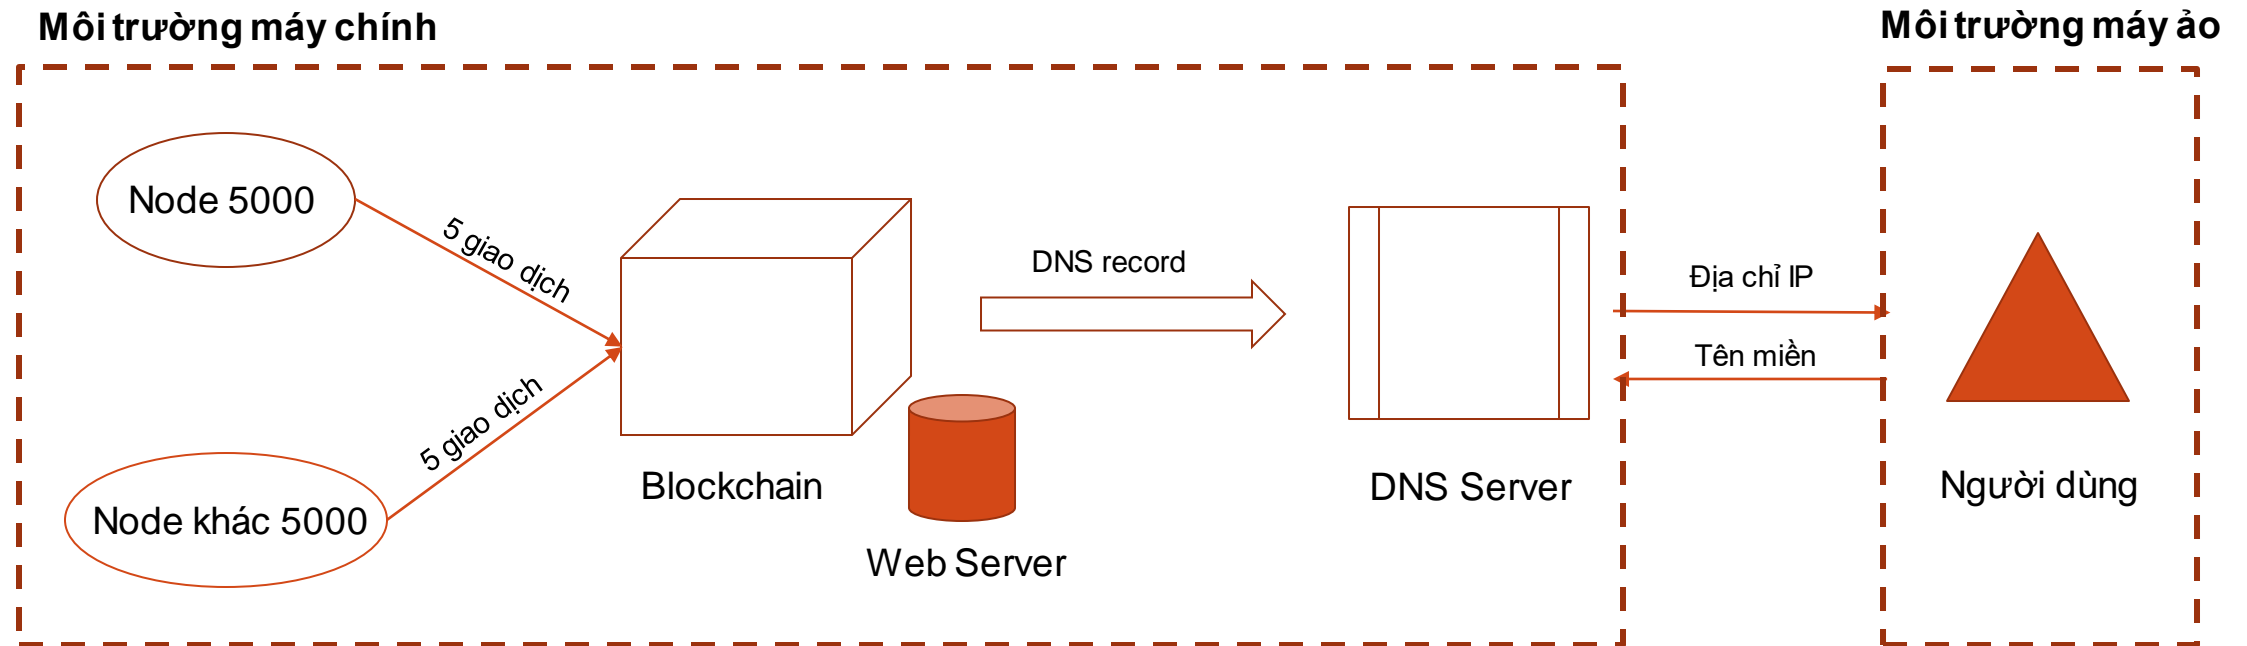 Môi trường máy chính
Môi trường máy ảo
Node 5000
5 giao dịch
DNS record
Địa chỉ IP
Tên miền
5 giao dịch
Node khác 5000
Blockchain
DNS Server
Người dùng
Web Server